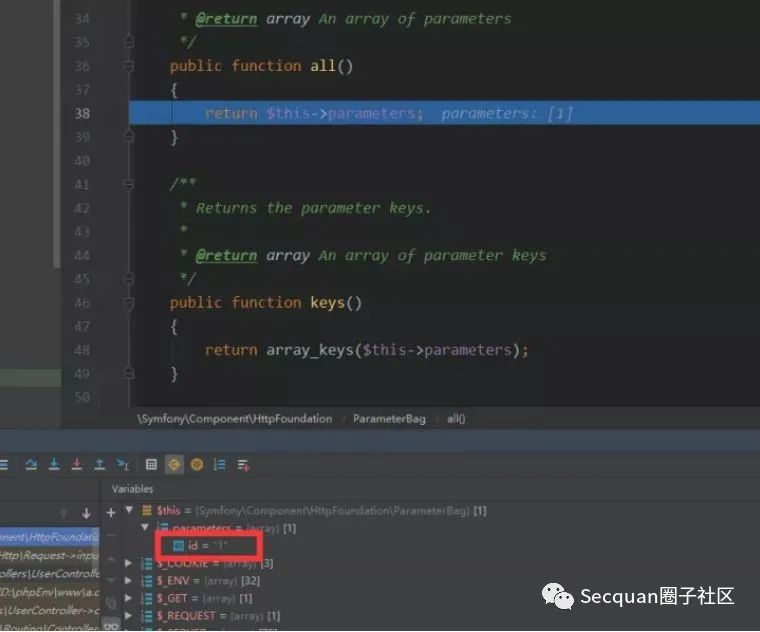 34 * @return array An array of parameters
35 */
36 public function all()
37 {
38 return $this->parameters; parameters: [1]
39 }
40
41 /**
42 * Returns the parameter keys.
43 *
44 * @return array An array of parameter keys
45 */
46 public function keys()
47 {
48 return array_keys($this->parameters);
49 }
50
\Symfony\Component\HttpFoundation › ParameterBag › all()
Variables
$this = {Symfony\Component\HttpFoundation\ParameterBag} [1]
ponent\HttpFoundation
parameters = {array} [1]
Http\Request->input
id = "1"
ollers\UserControlle
$_COOKIE = {array} [3]
D:\phpEnv\www\a.c
$_ENV = {array} [32]
s\UserController->c
$_GET = {array} [1]
$_REQUEST = {array} [1]
\Routing\Controller
Secquan圈子社区